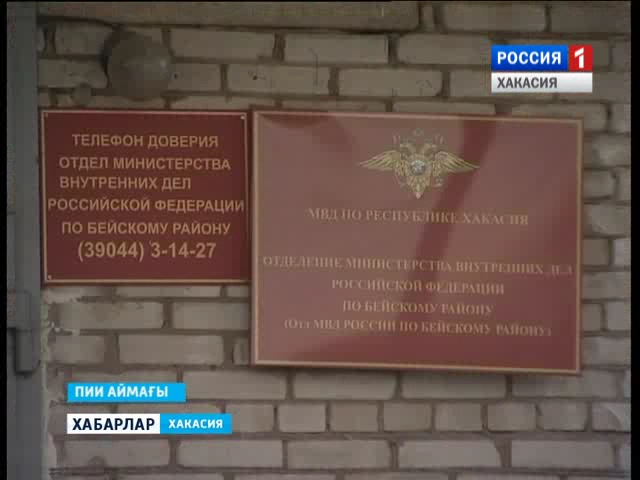 РОССИЯ 1
ХАКАСИЯ
ТЕЛЕФОН ДОВЕРИЯ
ОТДЕЛ МИНИСТЕРСТВА
ВНУТРЕННИХ ДЕЛ
РОССИЙСКОЙ ФЕДЕРАЦИИ
ПО БЕЙСКОМУ РАЙОНУ
(39044) 3-14-27
МВД ПО РЕСПУБЛИКЕ ХАКАСИЯ
ОТДЕЛЕНИЕ МИНИСТЕРСТВА ВНУТРЕННИХ ДЕЛ
РОССИЙСКОЙ ФЕДЕРАЦИИ
ПО БЕЙСКОМУ РАЙОНУ
(Отд МВД РОССИИ ПО БЕЙСКОМУ РАЙОНУ)
ПИИ АЙМАҒЫ
ХАБАРЛАР ХАКАСИЯ